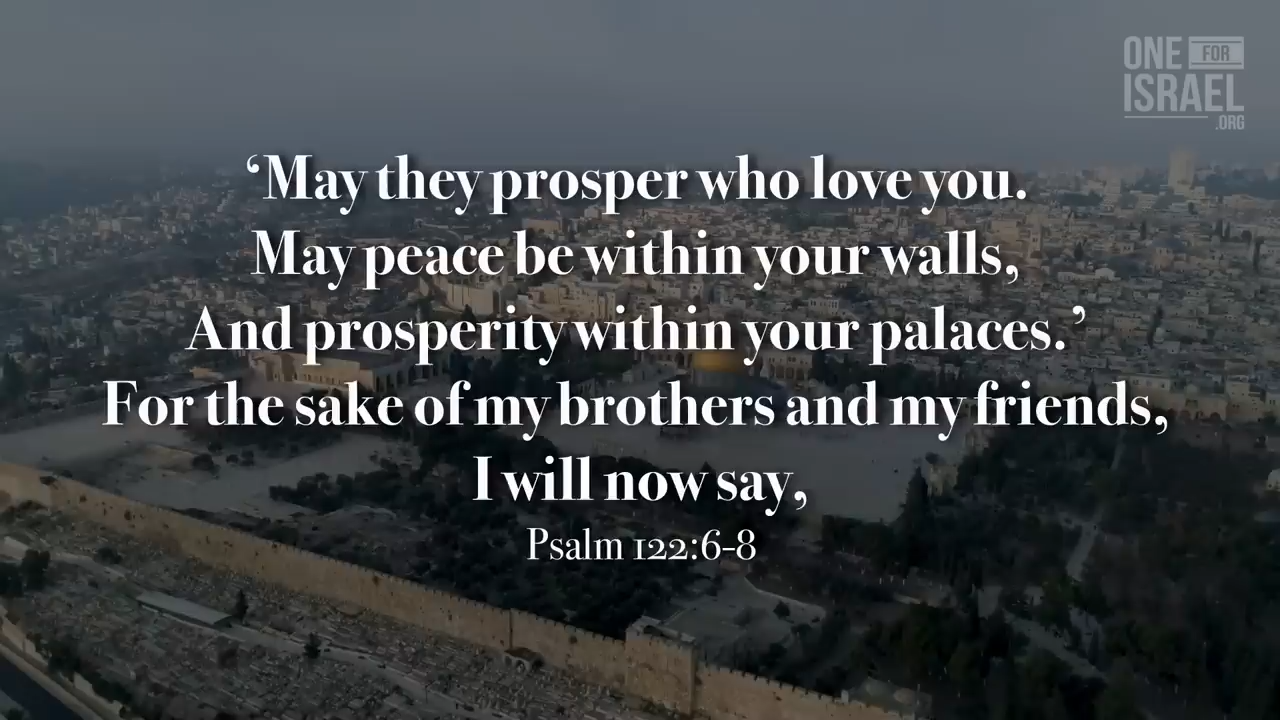 ONE FOR
ISRAEL
.ORG
‘May they prosper who love you.
May peace be within your walls,
And prosperity within your palaces.’
For the sake of my brothers and my friends,
I will now say,
Psalm 122:6-8